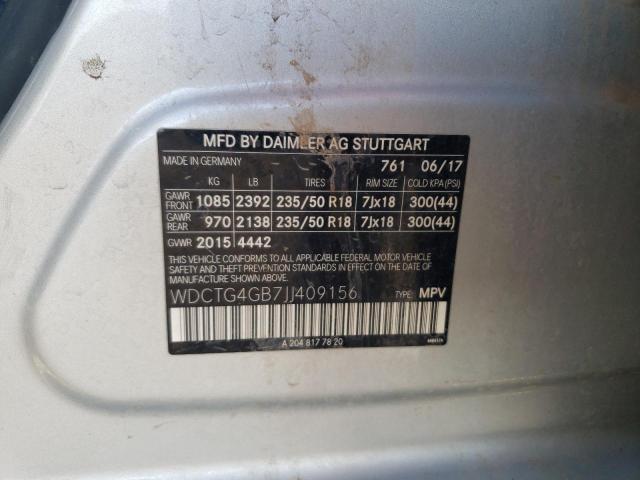 MFD BY DAIMLER AG STUTTGART
MADE IN GERMANY 761 06/17
KG LB TIRES RIM SIZE COLD KPA(PSI)
GAWR FRONT 1085 2392 235/50 R18 7Jx18 300(44)
GAWR REAR 970 2138 235/50 R18 7Jx18 300(44)
GVWR 2015 4442
THIS VEHICLE CONFORMS TO ALL APPLICABLE FEDERAL MOTOR VEHICLE
SAFETY, BUMPER, AND THEFT PREVENTION STANDARDS IN EFFECT ON THE DATE
OF MANUFACTURE SHOWN ABOVE.
WDCTG4GB7JJ409156 TYPE: MPV
A 204 817 78 20